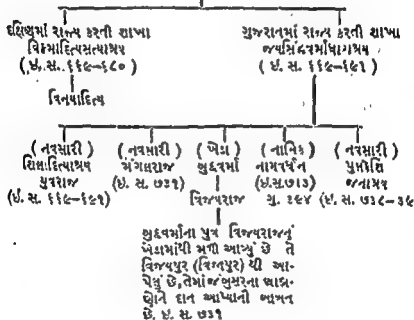 દક્ષિણમાં રાજ્ય કરતી શાખા
વિક્રમાદિત્યસત્યાશ્રય
( ઇ. સ. ૬૬૯–૬૮૦ )
વિનયાદિત્ય
ગુજરાતમાં રાજ્ય કરતી શાખા
જયસિંહવર્માધારાશ્રય
( ઇ. સ. ૬૬૯–૬૯૧ )
( નવસારી )
શિલાદિત્યાશ્રય
યુવરાજ
(ઇ. સ. ૬૬૯–૬૯૧)
( નવસારી )
મંગલરાજ
(ઇ. સ. ૭૩૧)
( ખેડા )
બુદ્ધવર્મા
વિજયરાજ
( નાસિક )
નાગવર્ધન
(ઇ.સ.૭૧૩)
ગુ. ૩૯૪
( નવસારી )
પુલકેશિ
જનાશ્રય
(ઇ. સ. ૭૩૮–૩૯
બુદ્ધવર્માના પુત્ર વિજયરાજનું
ખેડામાંથી મળી આવ્યું છે તે
વિજયપુર (વિજાપુર) થી આ-
પેલું છે,તેમાં જંબુસરના બ્રાહ્મ-
ણોને દાન આપ્યાની બાબત
છે. ઇ. સ. ૭૩૧